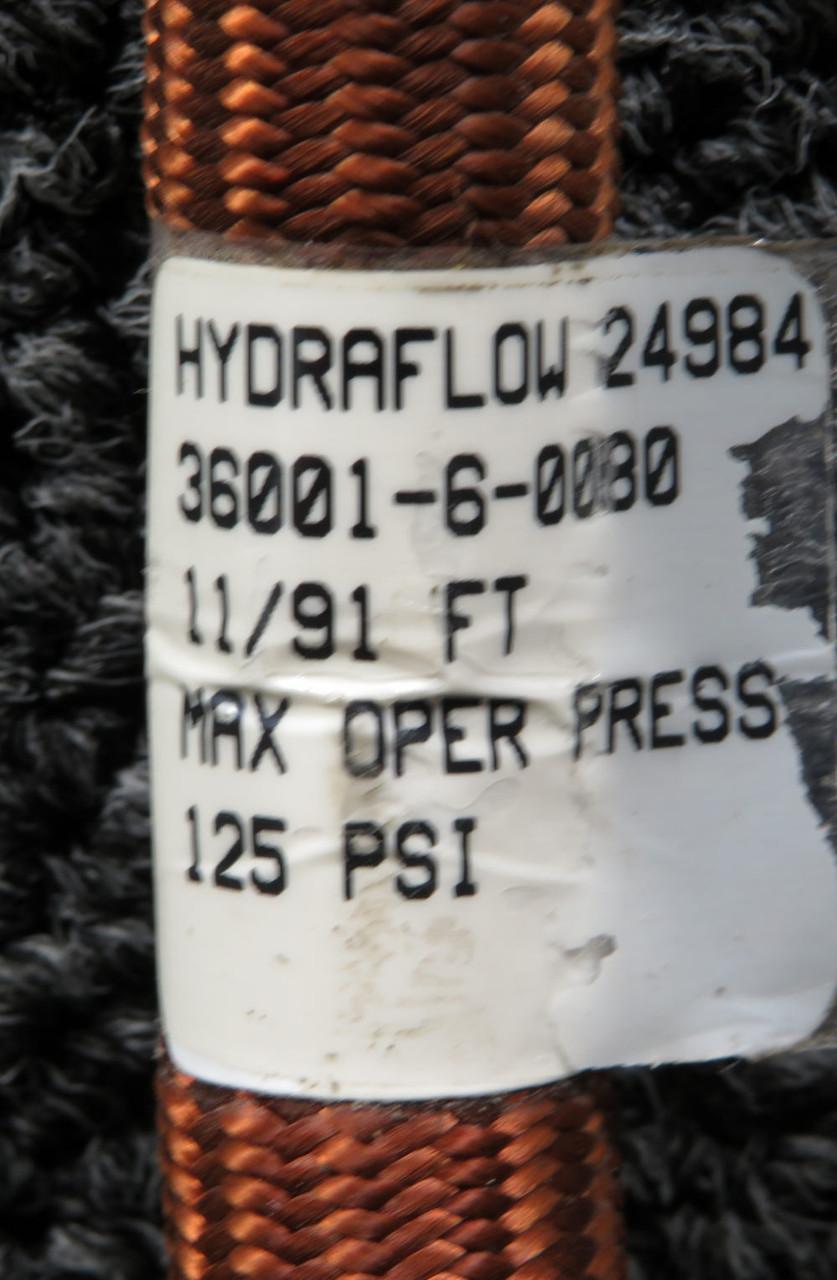 HYDRAFLOW 24984
36001-6-0080
11/91 FT
MAX OPER PRESS
125 PSI